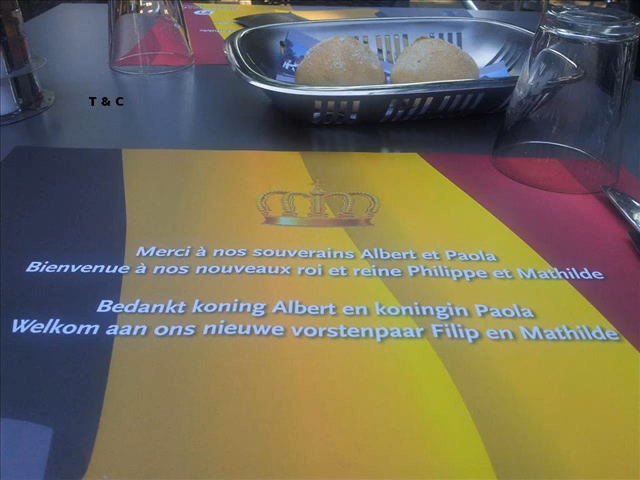 T & C
Merci à nos souverains Albert et Paola
Bienvenue à nos nouveaux roi et reine Philippe et Mathilde
Bedankt koning Albert en koningin Paola
Welkom aan ons nieuwe vorstenpaar Filip en Mathilde